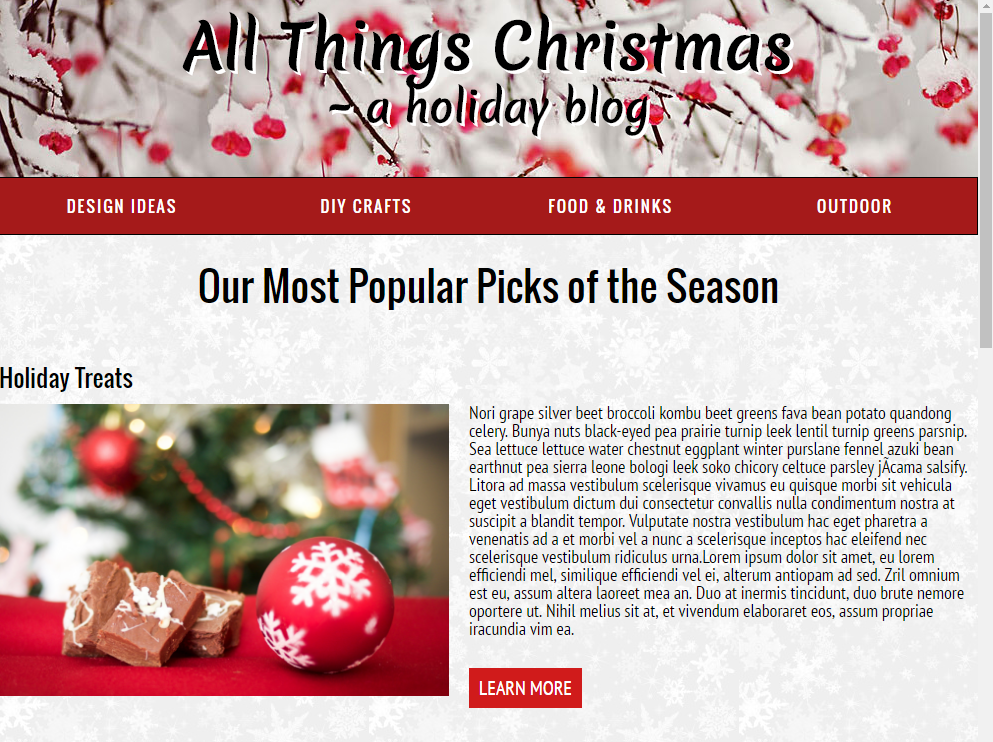 All Things Christmas
~ a holiday blog
DESIGN IDEAS
DIY CRAFTS
FOOD & DRINKS
OUTDOOR
Our Most Popular Picks of the Season
Holiday Treats
Nori grape silver beet broccoli kombu beet greens fava bean potato quandong
celery. Bunya nuts black-eyed pea prairie turnip leek lentil turnip greens parsnip.
Sea lettuce lettuce water chestnut eggplant winter purslane fennel azuki bean
earthnut pea sierra leone bologi leek soko chicory celtuce parsley jÃcama salsify.
Litora ad massa vestibulum scelerisque vivamus eu quisque morbi sit vehicula
eget vestibulum dictum dui consectetur convallis nulla condimentum nostra at
suscipit a blandit tempor. Vulputate nostra vestibulum hac eget pharetra a
venenatis ad a et morbi vel a nunc a scelerisque inceptos hac eleifend nec
scelerisque vestibulum ridiculus urna.Lorem ipsum dolor sit amet, eu lorem
efficiendi mel, similique efficiendi vel ei, alterum antiopam ad sed. Zril omnium
est eu, assum altera laoreet mea an. Duo at inermis tincidunt, duo brute nemore
oportere ut. Nihil melius sit at, et vivendum elaboraret eos, assum propriae
iracundia vim ea.
LEARN MORE